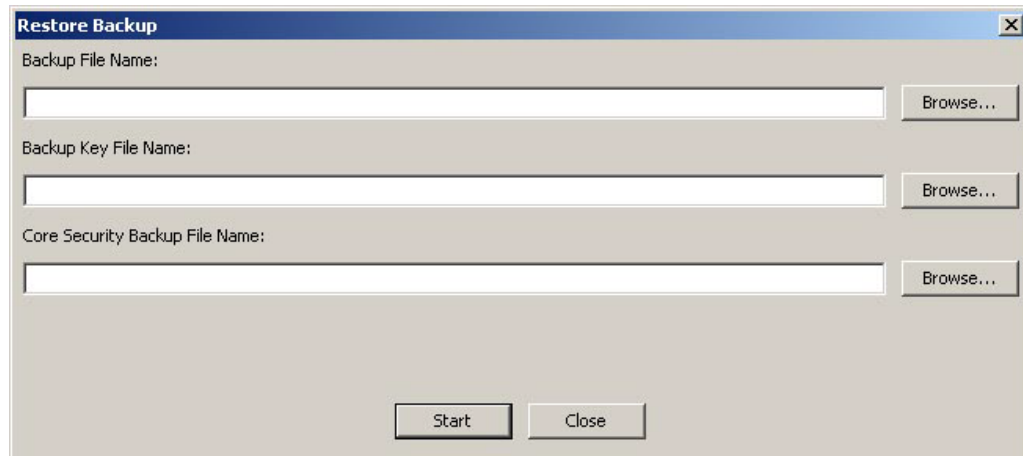 Restore Backup
Backup File Name:
Browse...
Backup Key File Name:
Browse...
Core Security Backup File Name:
Browse...
Start Close